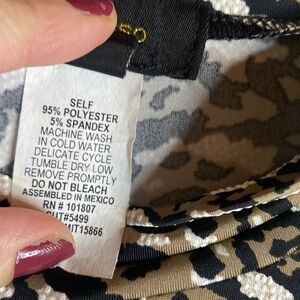 SELF
95% POLYESTER
5% SPANDEX
MACHINE WASH
IN COLD WATER
DELICATE CYCLE
TUMBLE DRY LOW
REMOVE PROMPTLY
DO NOT BLEACH
ASSEMBLED IN MEXICO
RN # 101807
CUT#5499
15866